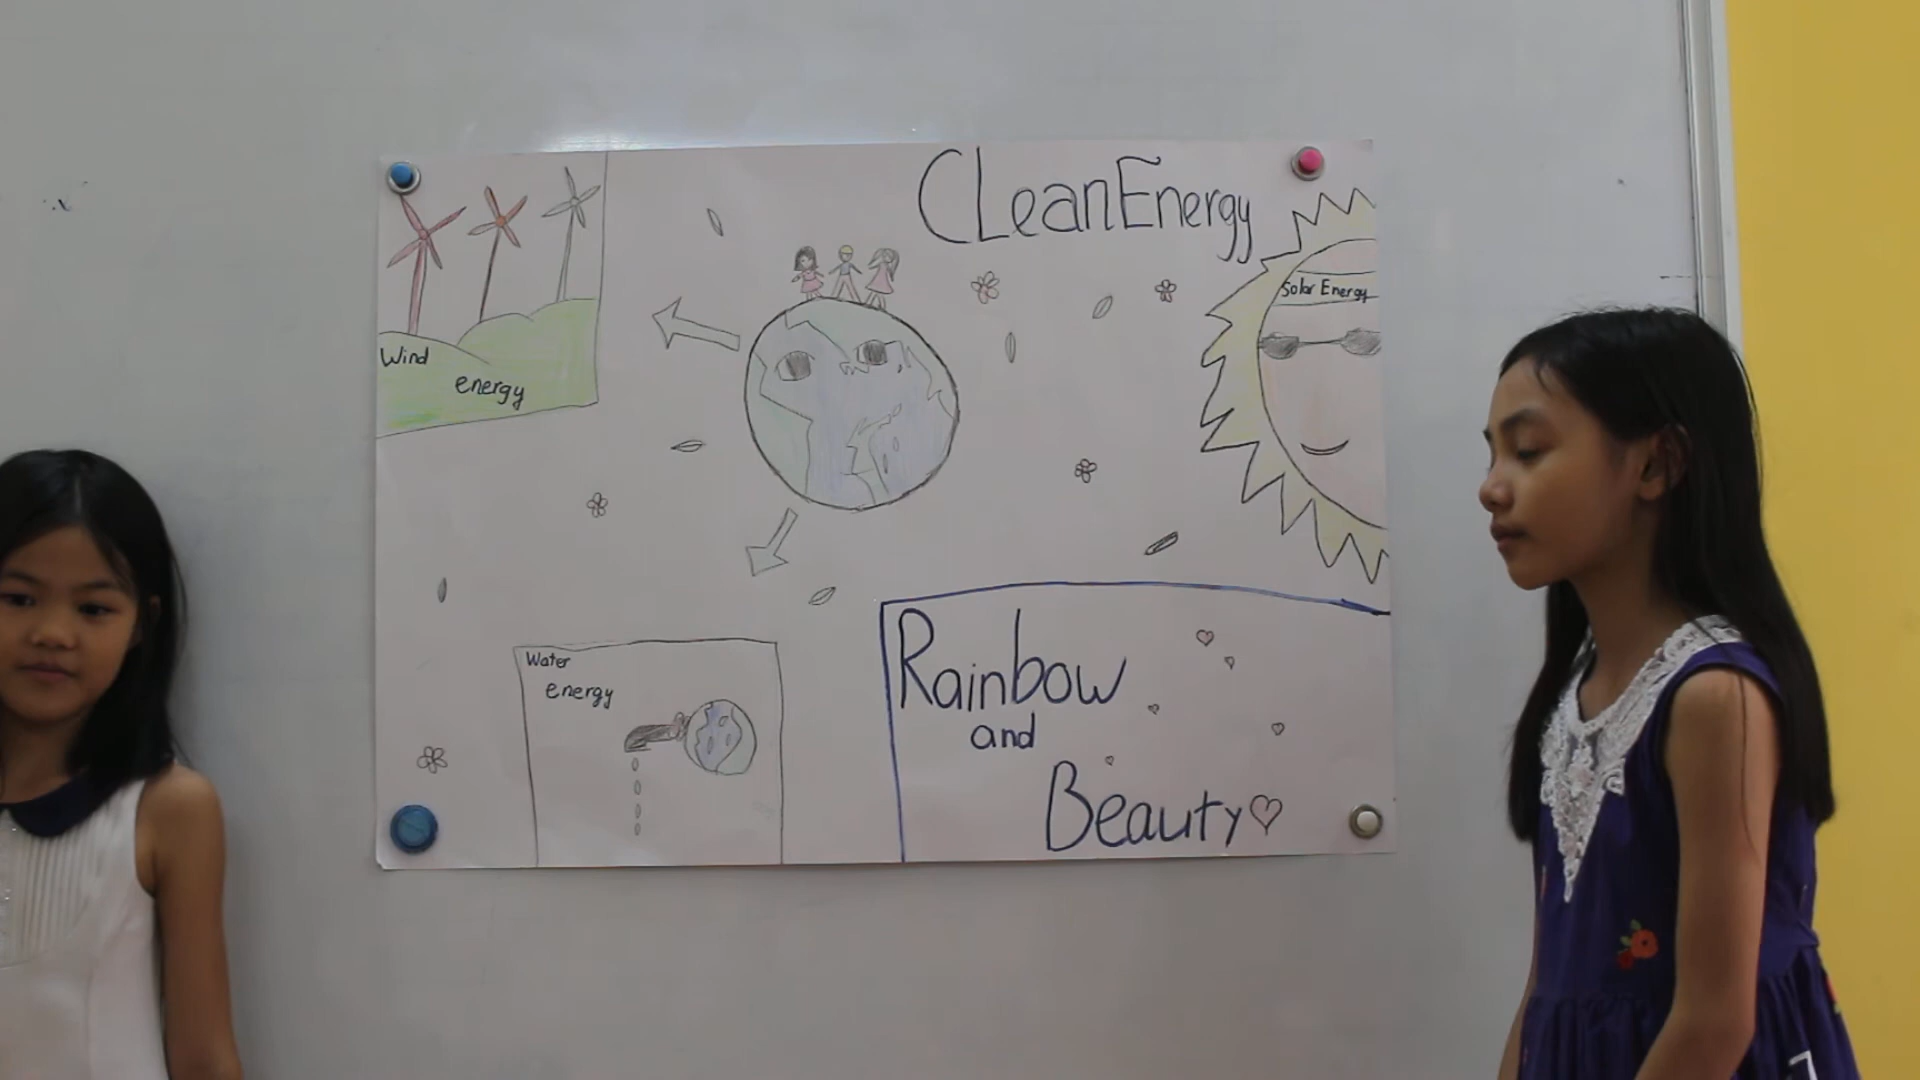 CLeanEnergy
Solar Energy
Wind
energy
Water
energy
Rainbow
and
Beauty